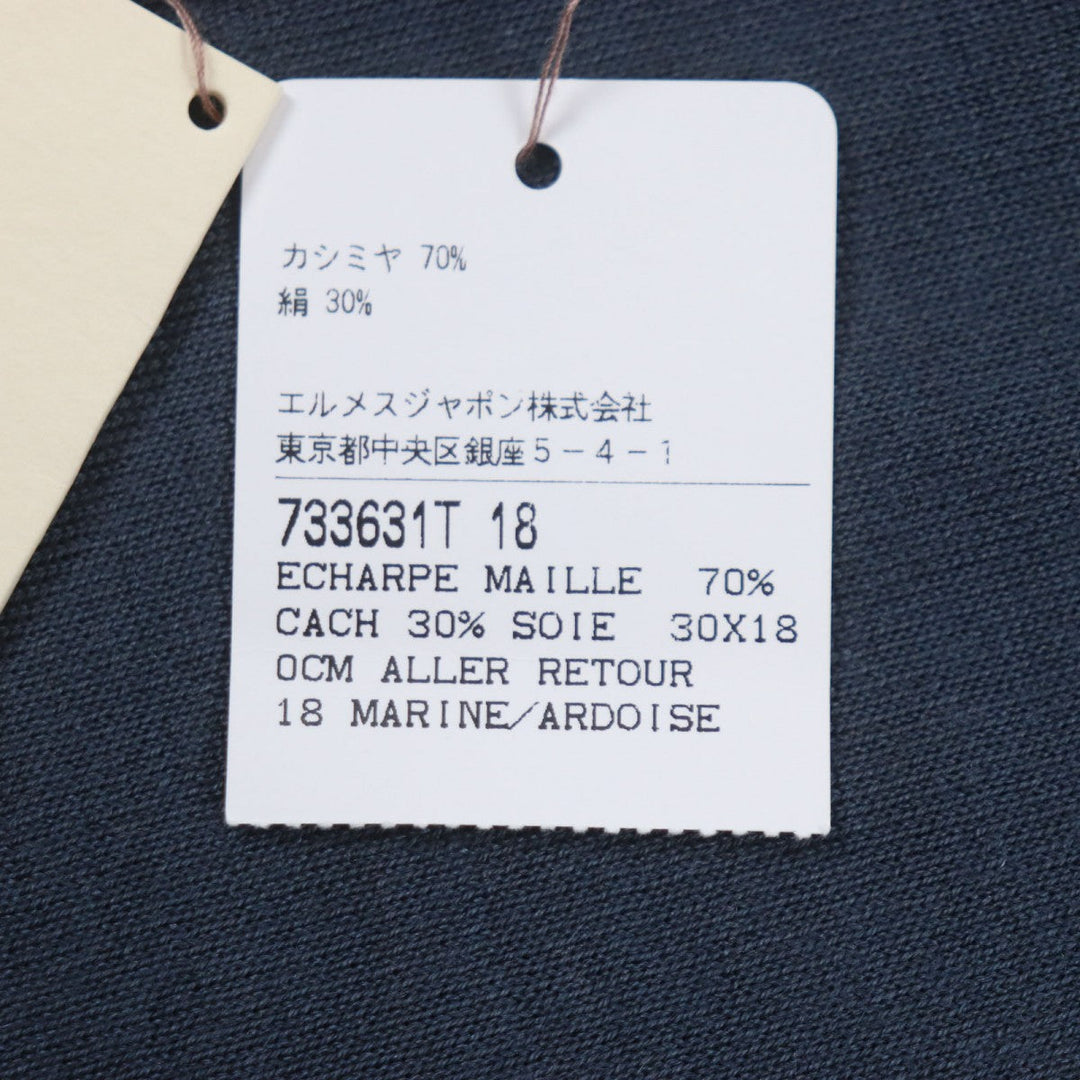 カシミヤ 70%
絹 30%
エルメスジャポン株式会社
東京都中央区銀座5-4-1
733631T 18
ECHARPE MAILLE 70%
CACH 30% SOIE 30X18
0CM ALLER RETOUR
18 MARINE/ARDOISE